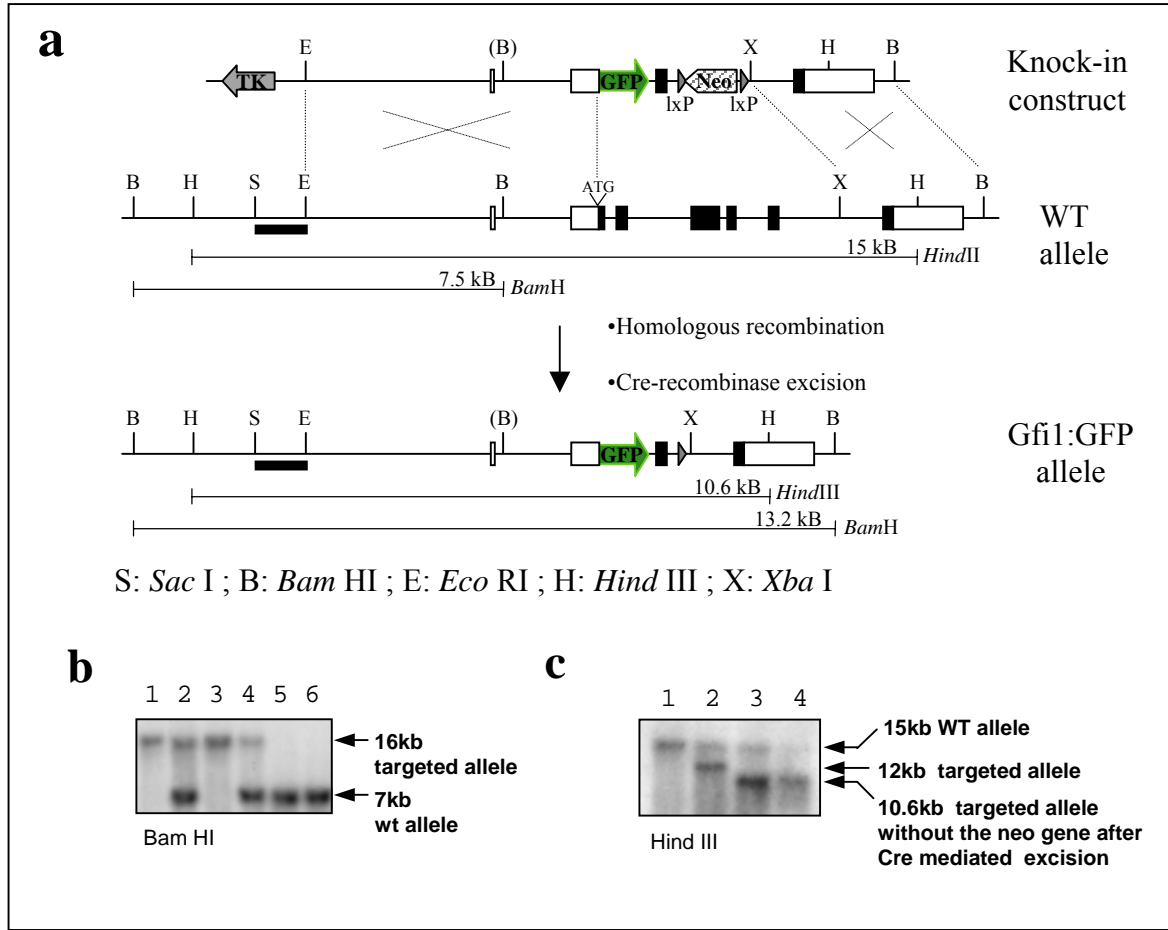 a
E (B) X H B
TK GFP Neo
lxP lxP
Knock-in
construct
B H S E B ATG X H B
WT
allele
15 kB HindII
7.5 kB BamH
•Homologous recombination
•Cre-recombinase excision
B H S E (B) X H B
GFP
Gfi1:GFP
allele
10.6 kB HindIII
13.2 kB BamH
S: Sac I ; B: Bam HI ; E: Eco RI ; H: Hind III ; X: Xba I
b
1 2 3 4 5 6
16kb
targeted allele
7kb
wt allele
Bam HI
c
1 2 3 4
15kb WT allele
12kb targeted allele
10.6kb targeted allele
without the neo gene after
Cre mediated excision
Hind III